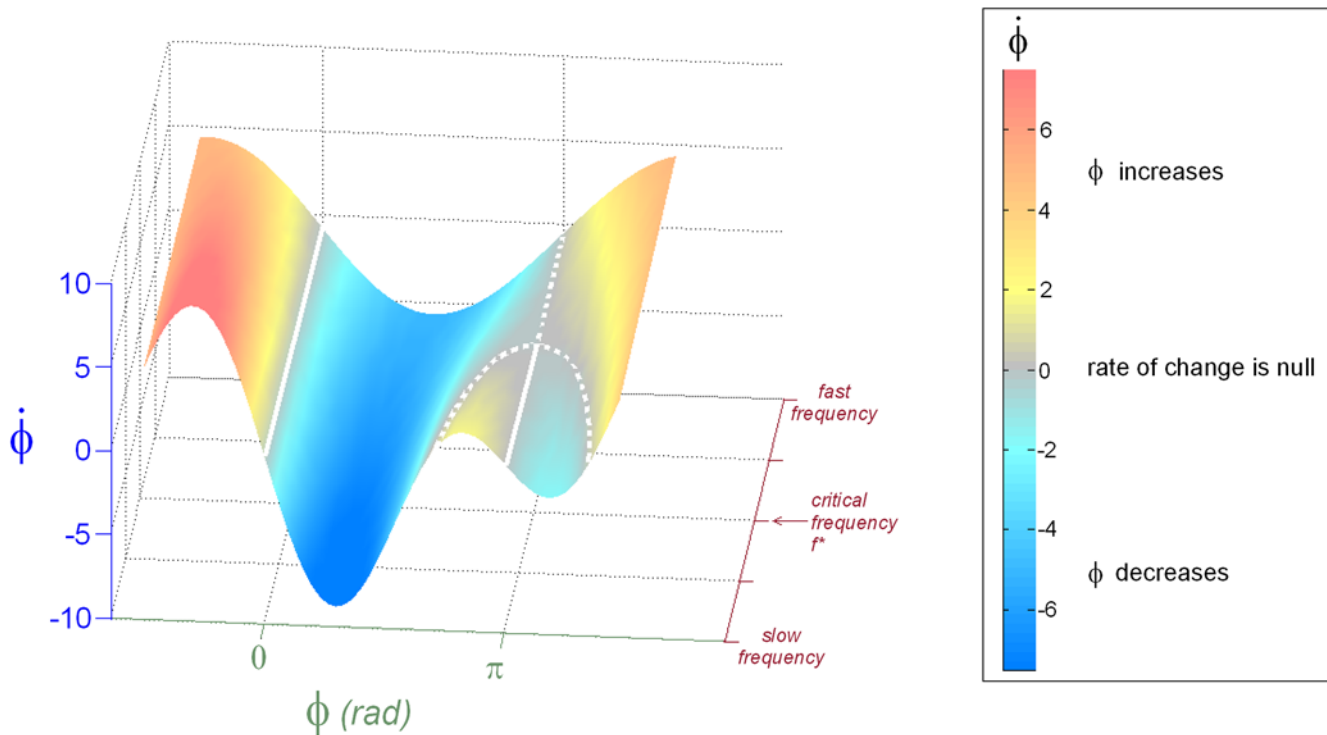 10
5
0
-5
-10
ϕ̇
0
π
ϕ (rad)
fast
frequency
critical
frequency
f*
slow
frequency
ϕ̇
6
4
2
0
-2
-4
-6
ϕ increases
rate of change is null
ϕ decreases